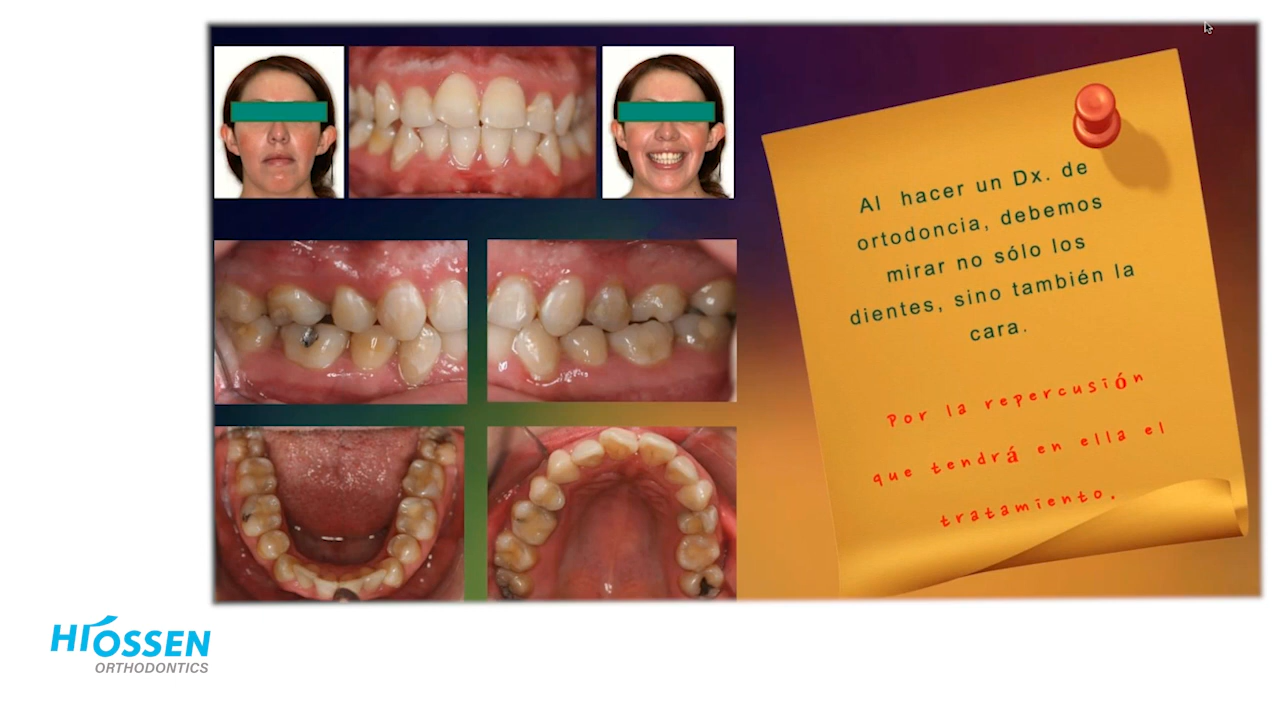 Al hacer un Dx. de
ortodoncia, debemos
mirar no sólo los
dientes, sino también la
cara.
Por la repercusión
que tendrá en ella el
tratamiento.
HIOSSEN
ORTHODONTICS